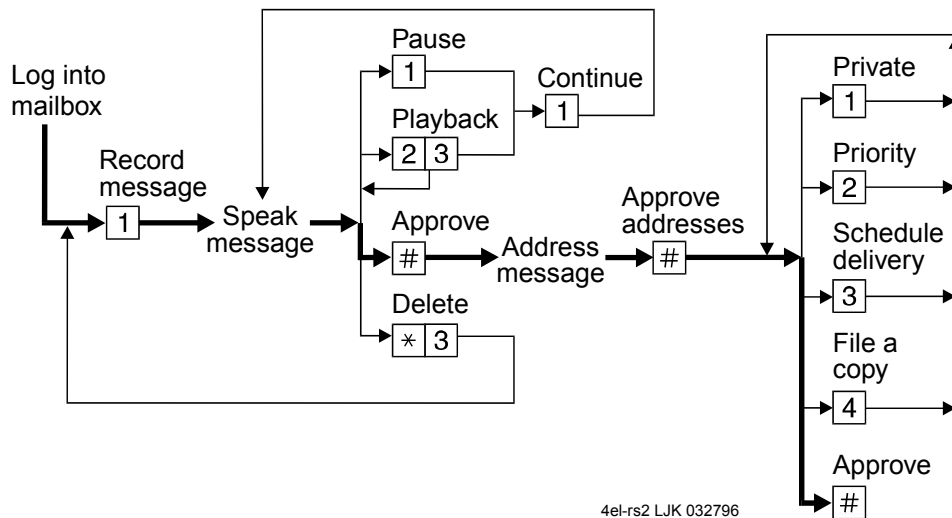 Log into
mailbox
Record
message
1
Speak
message
Pause
1
Playback
2 3
Continue
1
Approve
#
Delete
* 3
Address
message
Approve
addresses
#
Private
1
Priority
2
Schedule
delivery
3
File a
copy
4
Approve
#
4el-rs2 LJK 032796